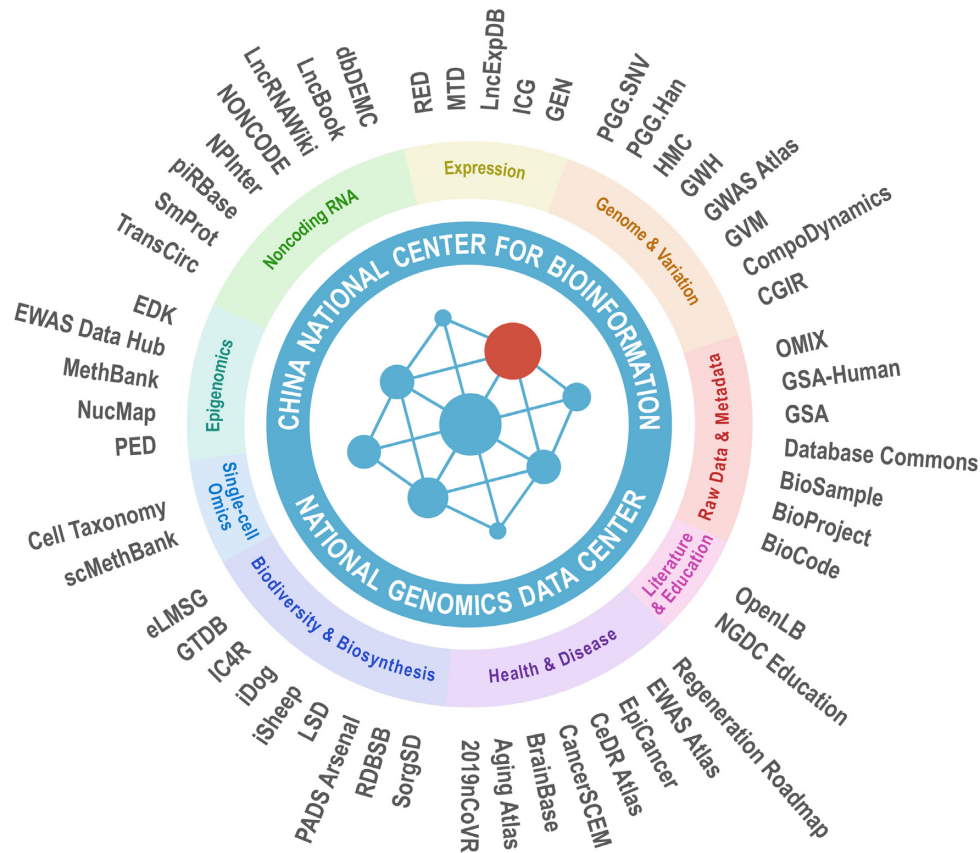 CHINA NATIONAL CENTER FOR BIOINFORMATION
NATIONAL GENOMICS DATA CENTER
Expression
RED
MTD
LncExpDB
ICG
GEN
Genome & Variation
PGG.SNV
PGG.Han
HMC
GWH
GWAS Atlas
GVM
CompoDynamics
CGIR
Raw Data & Metadata
OMIX
GSA-Human
GSA
Database Commons
BioSample
BioProject
BioCode
Literature
& Education
OpenLB
NGDC Education
Health & Disease
Regeneration Roadmap
EWAS Atlas
EpiCancer
CeDR Atlas
CancerSCEM
BrainBase
Aging Atlas
2019nCoVR
Biodiversity & Biosynthesis
SorgSD
RDBSB
PADS Arsenal
LSD
iSheep
iDog
IC4R
GTDB
eLMSG
Single-cell
Omics
scMethBank
Cell Taxonomy
Epigenomics
PED
NucMap
MethBank
EWAS Data Hub
EDK
Noncoding RNA
TransCirc
SmProt
piRBase
NPInter
NONCODE
LncRNAWiki
LncBook
dbDEMC